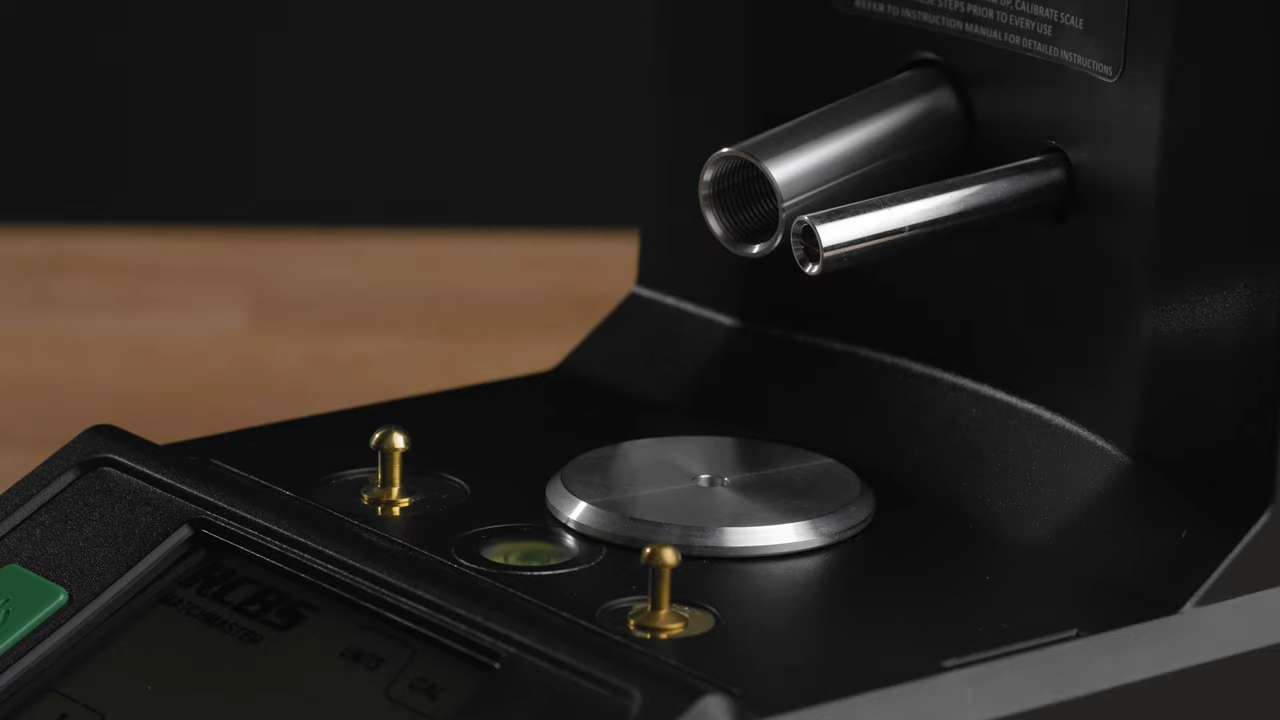 UP, CALIBRATE SCALE
STEPS PRIOR TO EVERY USE
REFER TO INSTRUCTION MANUAL FOR DETAILED INSTRUCTIONS
RCBS
MATCHMASTER
UNITS
CAL